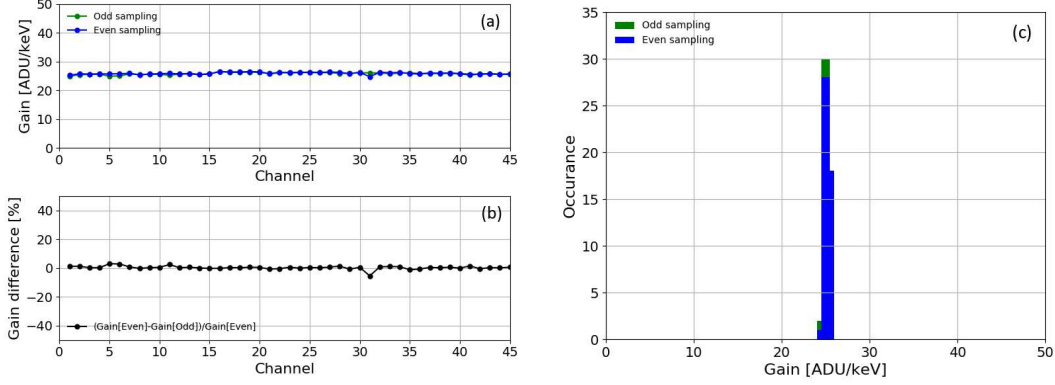 50
40
30
20
10
0
Gain [ADU/keV]
Odd sampling
Even sampling
(a)
0 5 10 15 20 25 30 35 40 45
Channel
40
20
0
−20
−40
Gain difference [%]
(b)
(Gain[Even]-Gain[Odd])/Gain[Even]
0 5 10 15 20 25 30 35 40 45
Channel
35
30
25
20
15
10
5
0
Occurance
Odd sampling
Even sampling
(c)
0 10 20 30 40 50
Gain [ADU/keV]